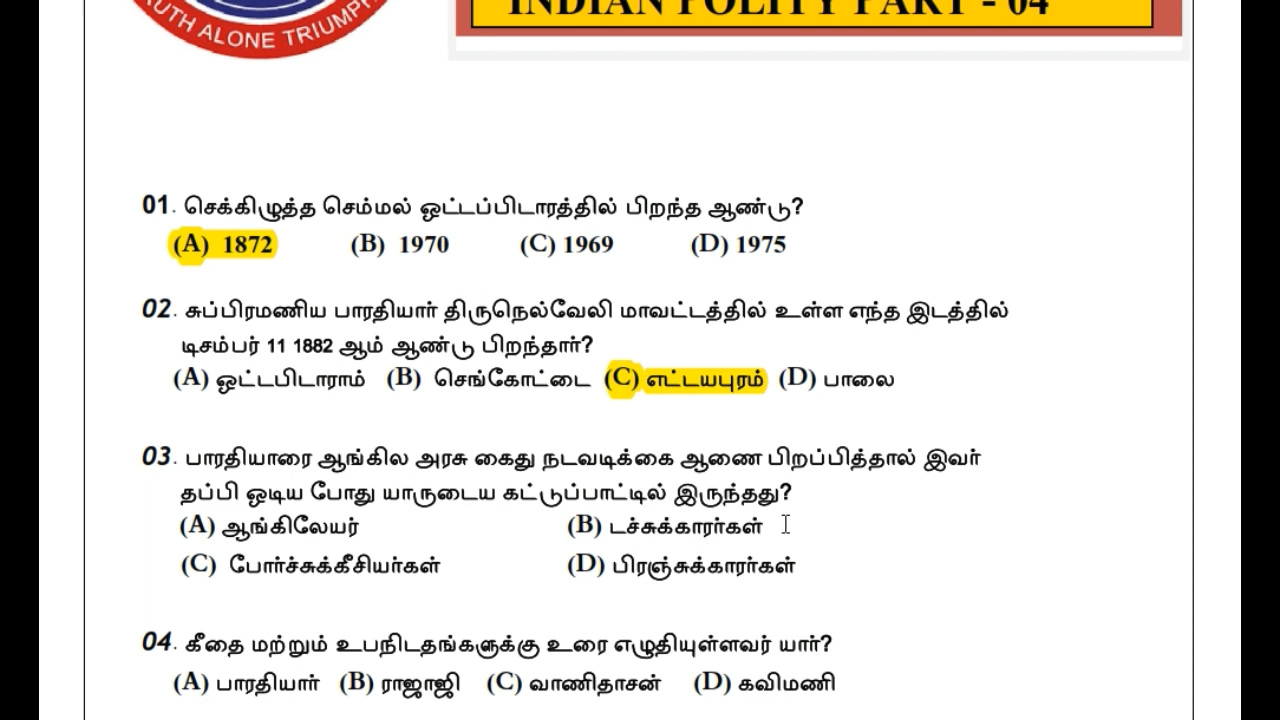 RUTH ALONE TRIUMPH
INDIAN POLITY PART - 04
01. செக்கிழுத்த செம்மல் ஒட்டப்பிடாரத்தில் பிறந்த ஆண்டு?
(A) 1872 (B) 1970 (C) 1969 (D) 1975
02. சுப்பிரமணிய பாரதியார் திருநெல்வேலி மாவட்டத்தில் உள்ள எந்த இடத்தில்
டிசம்பர் 11 1882 ஆம் ஆண்டு பிறந்தார்?
(A) ஒட்டபிடாராம் (B) செங்கோட்டை (C) எட்டயபுரம் (D) பாலை
03. பாரதியாரை ஆங்கில அரசு கைது நடவடிக்கை ஆணை பிறப்பித்தால் இவர்
தப்பி ஒடிய போது யாருடைய கட்டுப்பாட்டில் இருந்தது?
(A) ஆங்கிலேயர் (B) டச்சுக்காரர்கள்
(C) போர்ச்சுக்கீசியர்கள் (D) பிரஞ்சுக்காரர்கள்
04. கீதை மற்றும் உபநிடதங்களுக்கு உரை எழுதியுள்ளவர் யார்?
(A) பாரதியார் (B) ராஜாஜி (C) வாணிதாசன் (D) கவிமணி